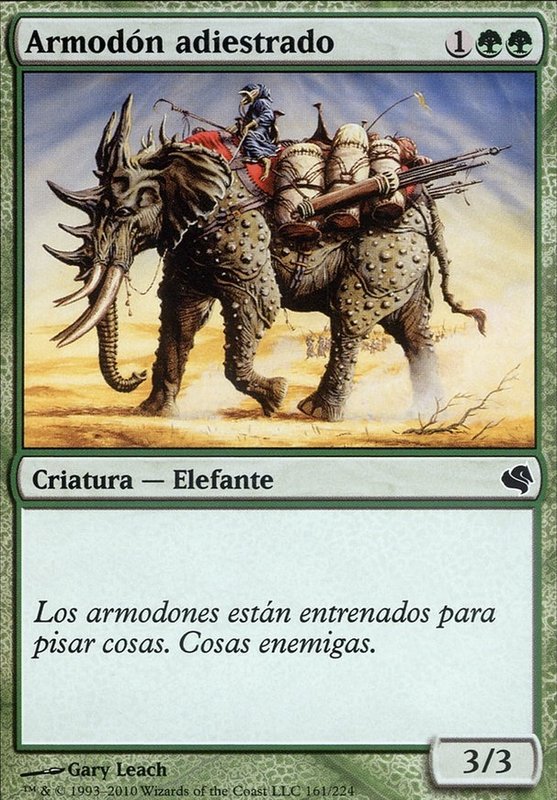 Armodón adiestrado 1
Criatura — Elefante
Los armodones están entrenados para
pisar cosas. Cosas enemigas.
3/3
Gary Leach
™ & © 1993–2010 Wizards of the Coast LLC 161/224